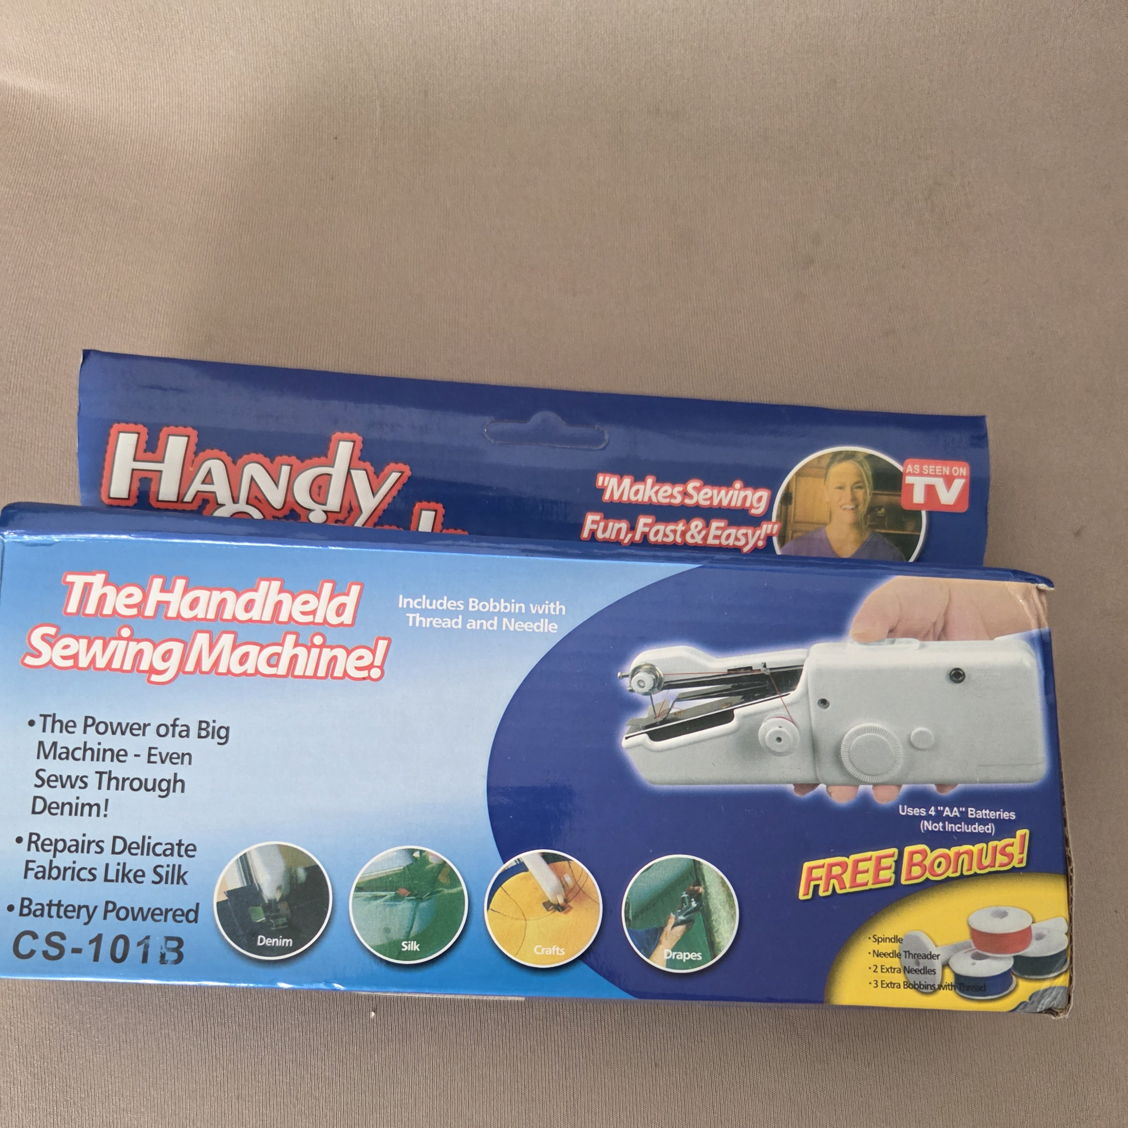 HANdy
"Makes Sewing
Fun, Fast & Easy!"
AS SEEN ON
TV
The Handheld
Sewing Machine!
Includes Bobbin with
Thread and Needle
• The Power ofa Big
Machine - Even
Sews Through
Denim!
• Repairs Delicate
Fabrics Like Silk
• Battery Powered
CS-101B
Denim
Silk
Crafts
Drapes
Uses 4 "AA" Batteries
(Not Included)
FREE Bonus!
• Spindle
• Needle Threader
• 2 Extra Needles
• 3 Extra Bobbins with Thread